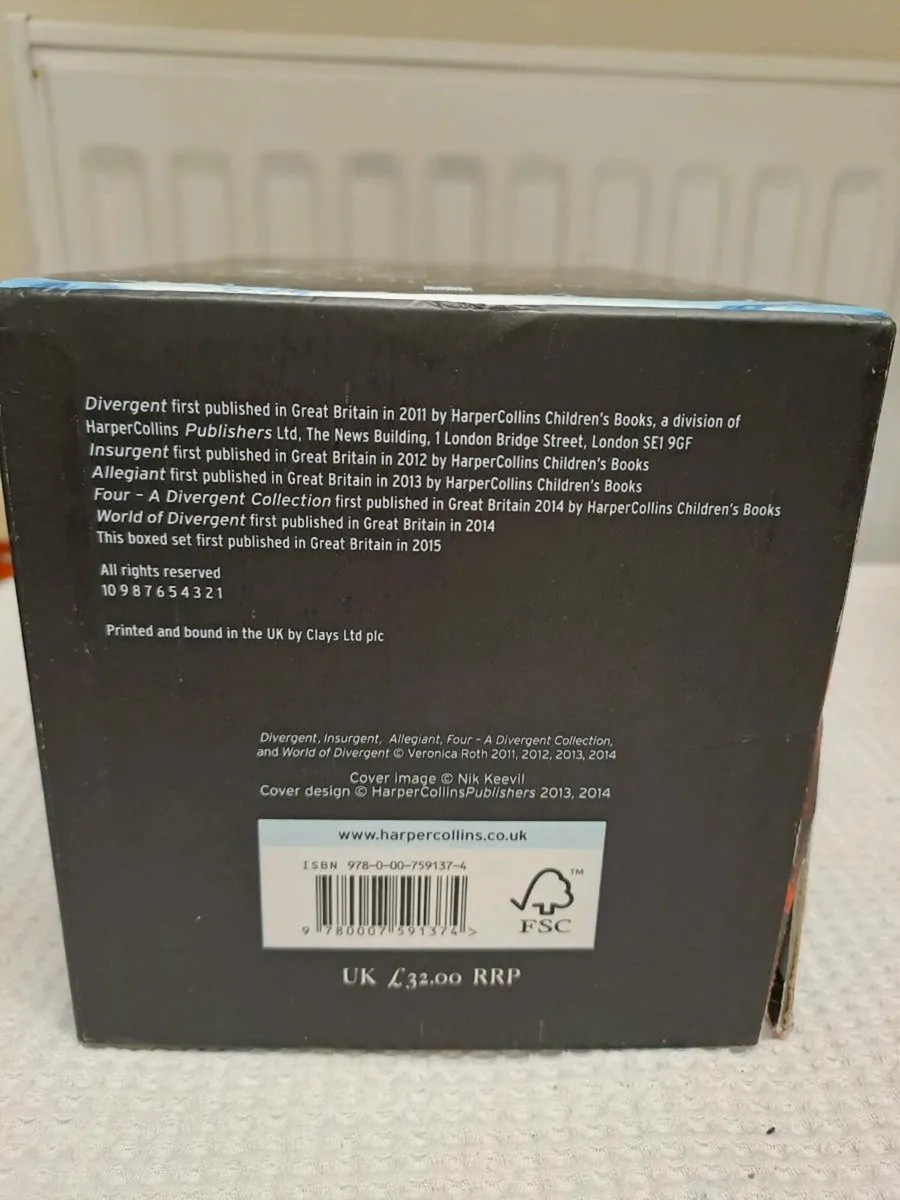 Divergent first published in Great Britain in 2011 by HarperCollins Children's Books, a division of
HarperCollins Publishers Ltd, The News Building, 1 London Bridge Street, London SE1 9GF
Insurgent first published in Great Britain in 2012 by HarperCollins Children's Books
Allegiant first published in Great Britain in 2013 by HarperCollins Children's Books
Four - A Divergent Collection first published in Great Britain 2014 by HarperCollins Children's Books
World of Divergent first published in Great Britain in 2014
This boxed set first published in Great Britain in 2015
All rights reserved
10 9 8 7 6 5 4 3 2 1
Printed and bound in the UK by Clays Ltd plc
Divergent, Insurgent, Allegiant, Four - A Divergent Collection,
and World of Divergent © Veronica Roth 2011, 2012, 2013, 2014
Cover image © Nik Keevil
Cover design © HarperCollinsPublishers 2013, 2014
www.harpercollins.co.uk
ISBN 978-0-00-759137-4
9 780007 591374 >
TM
FSC
UK £32.00 RRP